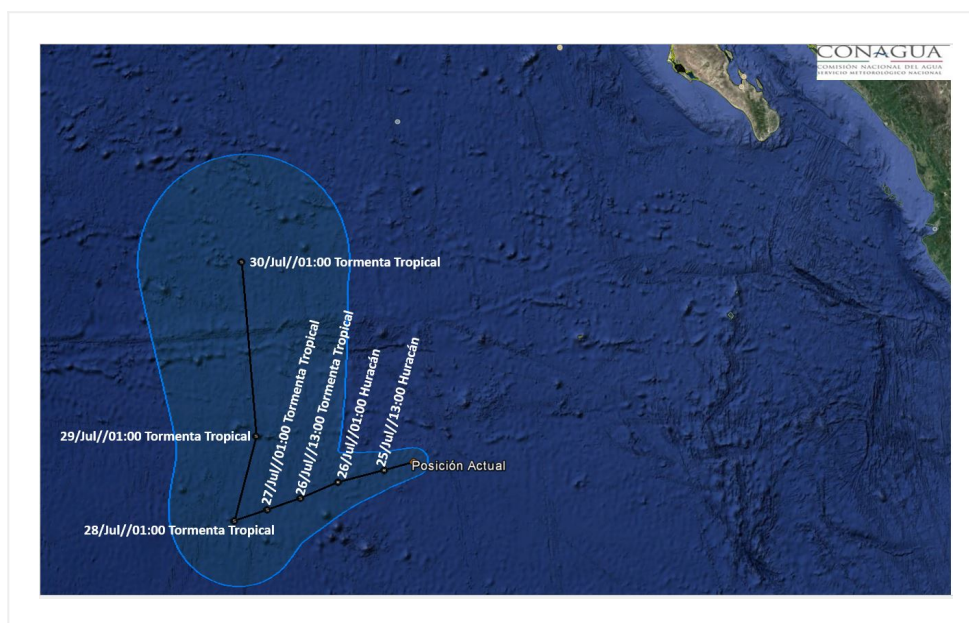 CONAGUA
COMISIÓN NACIONAL DEL AGUA
SERVICIO METEOROLÓGICO NACIONAL
30/Jul//01:00 Tormenta Tropical
29/Jul//01:00 Tormenta Tropical
28/Jul//01:00 Tormenta Tropical
27/Jul//01:00 Tormenta Tropical
26/Jul//13:00 Tormenta Tropical
26/Jul//01:00 Huracán
25/Jul//13:00 Huracán
Posición Actual